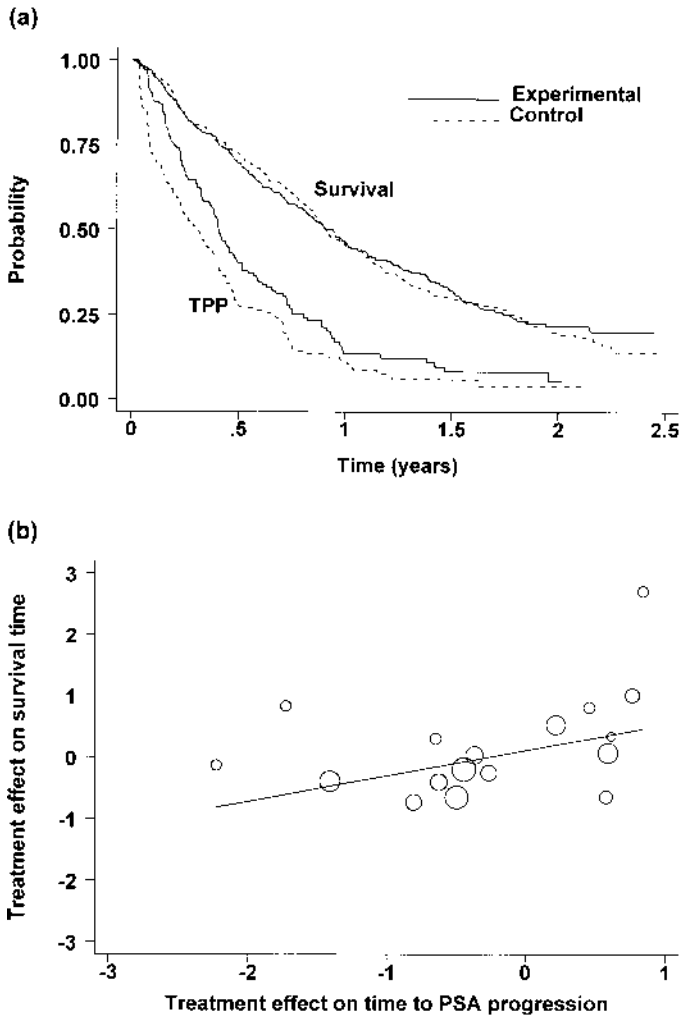 (a)
1.00
0.75
0.50
0.25
0.00
Probability
Experimental
Control
Survival
TPP
0
.5
1
1.5
2
2.5
Time (years)
(b)
3
2
1
0
-1
-2
-3
Treatment effect on survival time
-3
-2
-1
0
1
Treatment effect on time to PSA progression